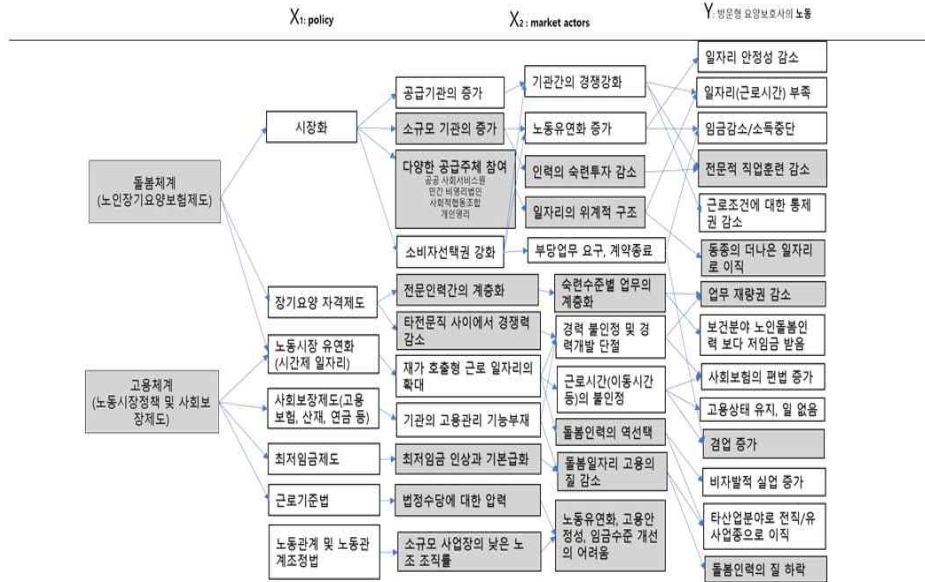 X1: policy
X2 : market actors
Y: 방문형 요양보호사의 노동
돌봄체계
(노인장기요양보험제도)
고용체계
(노동시장정책 및 사회보
장제도)
시장화
장기요양 자격제도
노동시장 유연화
(시간제 일자리)
사회보장제도(고용
보험, 산재, 연금 등)
최저임금제도
근로기준법
노동관계 및 노동관
계조정법
공급기관의 증가
소규모 기관의 증가
다양한 공급주체 참여
공공 사회서비스원
민간 비영리법인
사회적협동조합
개인영리
소비자선택권 강화
전문인력간의 계층화
타전문직 사이에서 경쟁력
감소
재가 호출형 근로 일자리의
확대
기관의 고용관리 기능부재
최저임금 인상과 기본급화
법정수당에 대한 압력
소규모 사업장의 낮은 노
조 조직률
기관간의 경쟁강화
노동유연화 증가
인력의 숙련투자 감소
일자리의 위계적 구조
부당업무 요구, 계약종료
숙련수준별 업무의
계층화
경력 불인정 및 경
력개발 단절
근로시간(이동시간
등)의 불인정
돌봄인력의 역선택
돌봄일자리 고용의
질 감소
노동유연화, 고용안
정성, 임금수준 개선
의 어려움
일자리 안정성 감소
일자리(근로시간) 부족
임금감소/소득중단
전문적 직업훈련 감소
근로조건에 대한 통제
권 감소
동종의 더나은 일자리
로 이직
업무 재량권 감소
보건분야 노인돌봄인
력 보다 저임금 받음
사회보험의 편법 증가
고용상태 유지, 일 없음
겸업 증가
비자발적 실업 증가
타산업분야로 전직/유
사업종으로 이직
돌봄인력의 질 하락